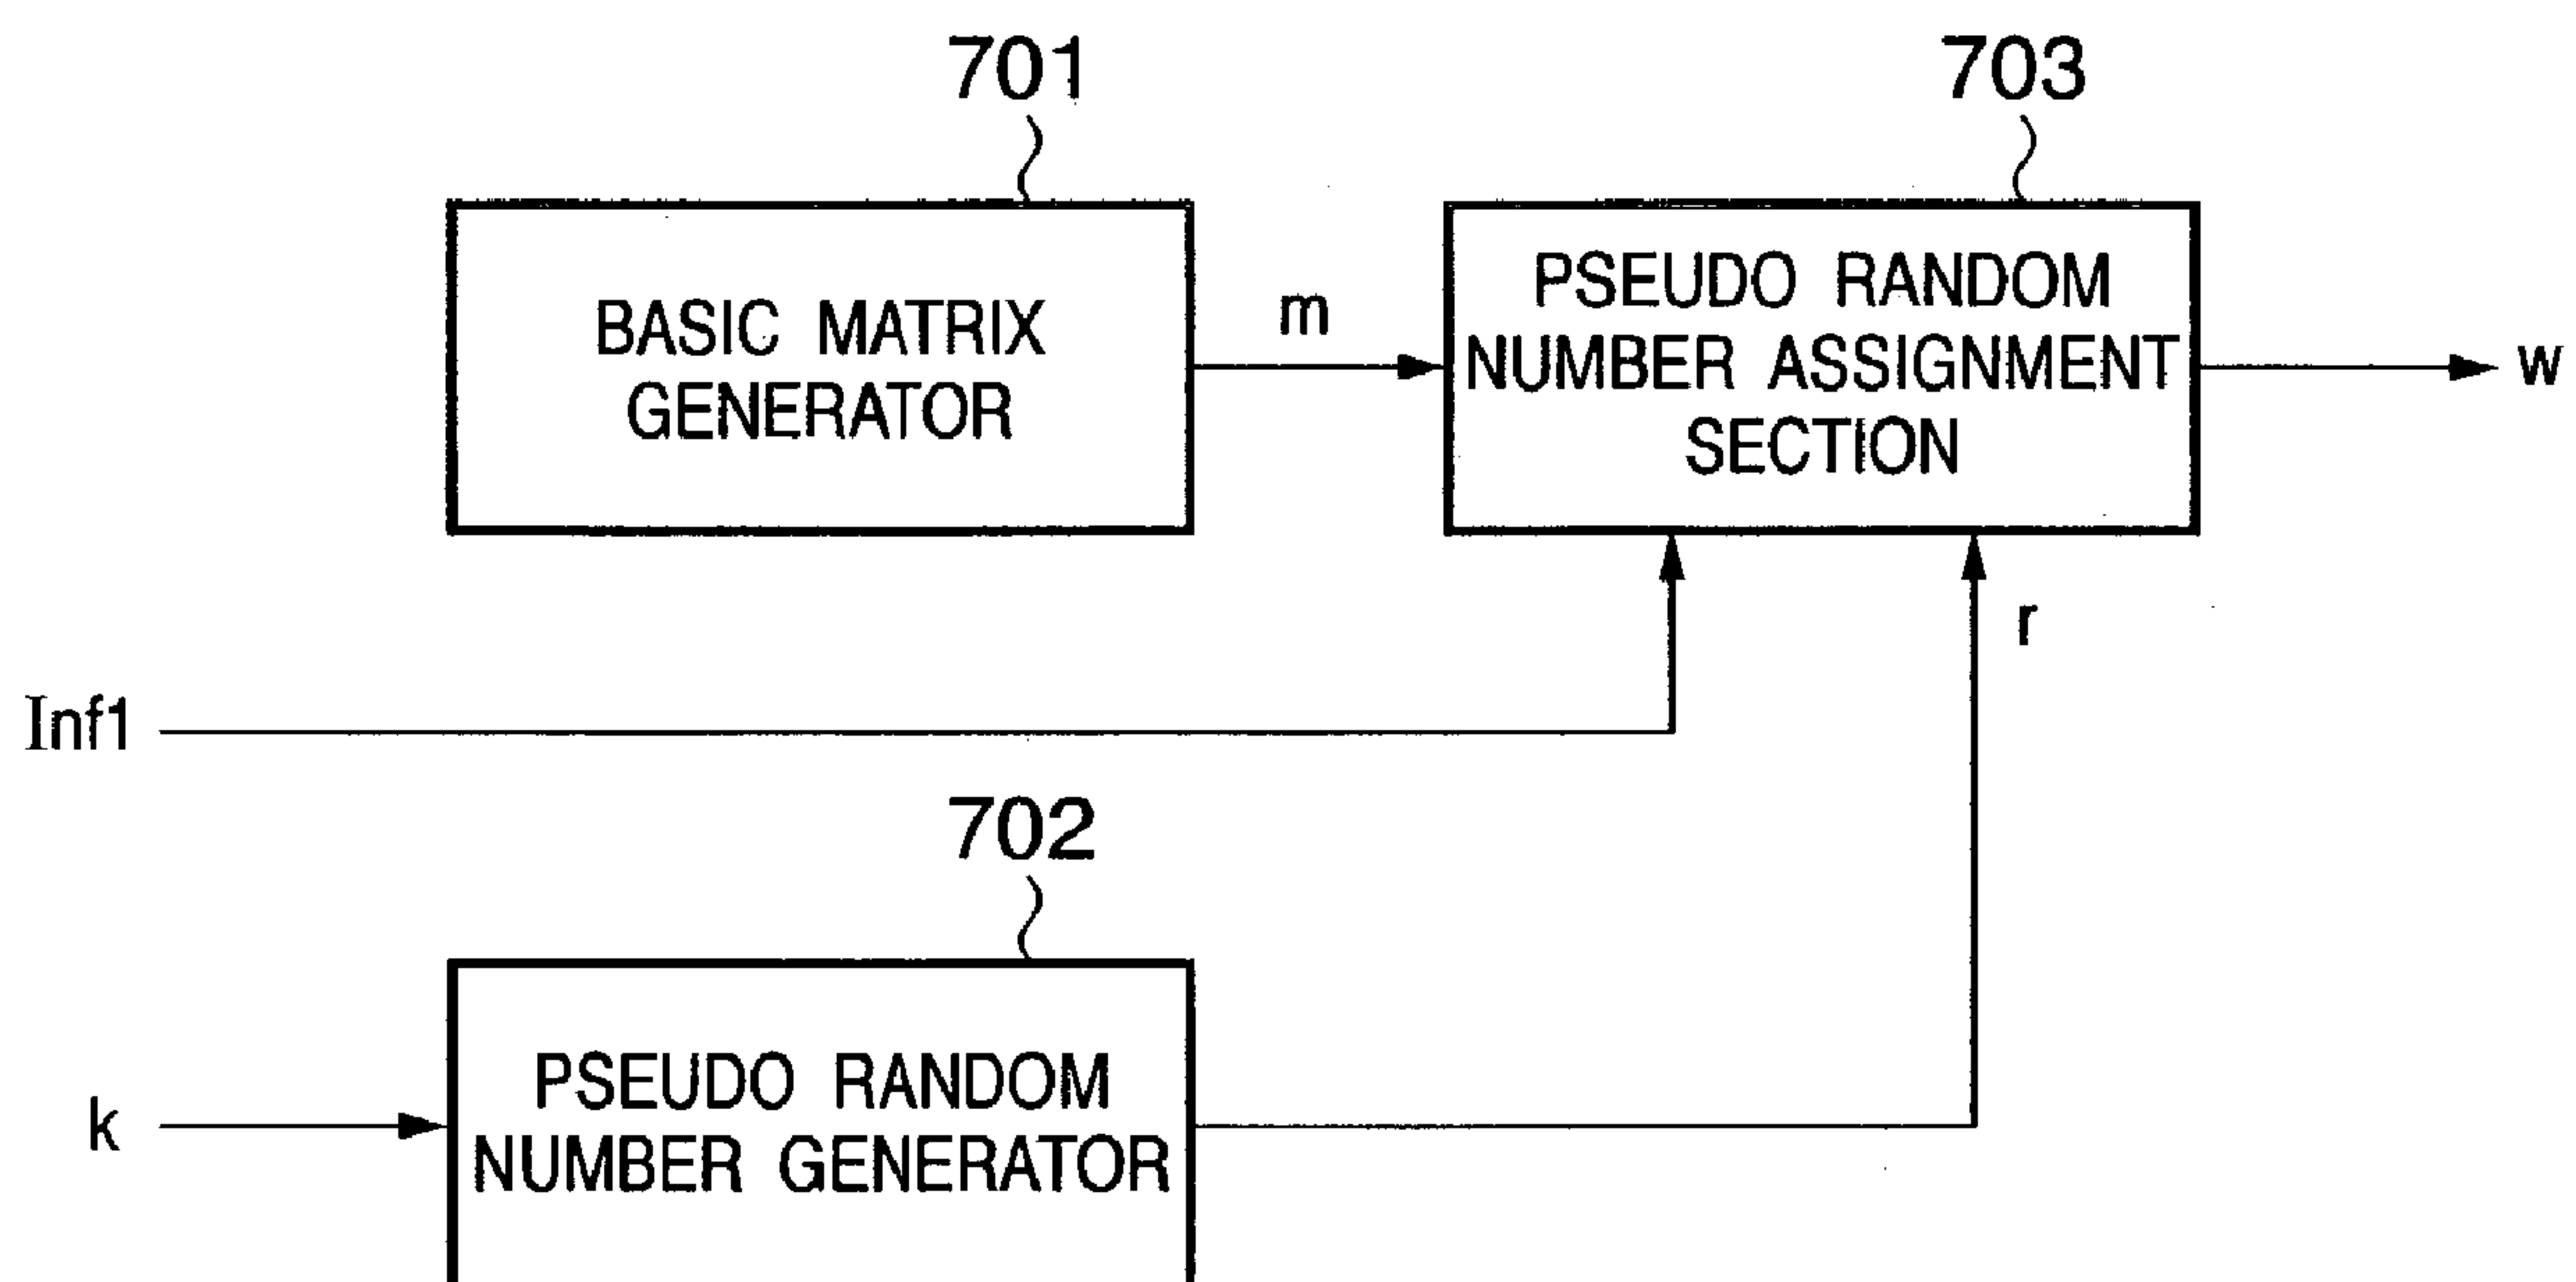 701
703
BASIC MATRIX
GENERATOR
m
PSEUDO RANDOM
NUMBER ASSIGNMENT
SECTION
w
r
Inf1
702
k
PSEUDO RANDOM
NUMBER GENERATOR